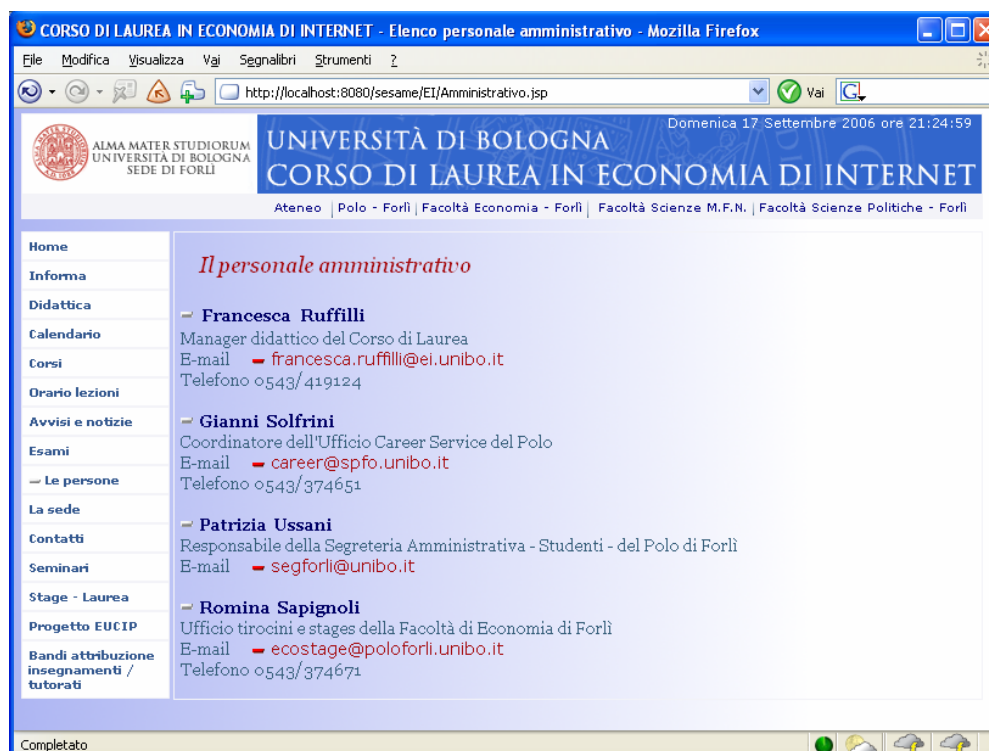 CORSO DI LAUREA IN ECONOMIA DI INTERNET - Elenco personale amministrativo - Mozilla Firefox
File Modifica Visualizza Vai Segnalibri Strumenti ?
http://localhost:8080/sesame/EI/Amministrativo.jsp Vai G
Domenica 17 Settembre 2006 ore 21:24:59
ALMA MATER STUDIORUM
UNIVERSITÀ DI BOLOGNA
SEDE DI FORLÌ
UNIVERSITÀ DI BOLOGNA
CORSO DI LAUREA IN ECONOMIA DI INTERNET
Ateneo | Polo - Forlì | Facoltà Economia - Forlì | Facoltà Scienze M.F.N. | Facoltà Scienze Politiche - Forlì
Home
Informa
Didattica
Calendario
Corsi
Orario lezioni
Avvisi e notizie
Esami
Le persone
La sede
Contatti
Seminari
Stage - Laurea
Progetto EUCIP
Bandi attribuzione
insegnamenti /
tutorati
Il personale amministrativo
Francesca Ruffilli
Manager didattico del Corso di Laurea
E-mail francesca.ruffilli@ei.unibo.it
Telefono 0543/419124
Gianni Solfrini
Coordinatore dell'Ufficio Career Service del Polo
E-mail career@spfo.unibo.it
Telefono 0543/374651
Patrizia Ussani
Responsabile della Segreteria Amministrativa - Studenti - del Polo di Forlì
E-mail segforli@unibo.it
Romina Sapignoli
Ufficio tirocini e stages della Facoltà di Economia di Forlì
E-mail ecostage@poloforli.unibo.it
Telefono 0543/374671
Completato